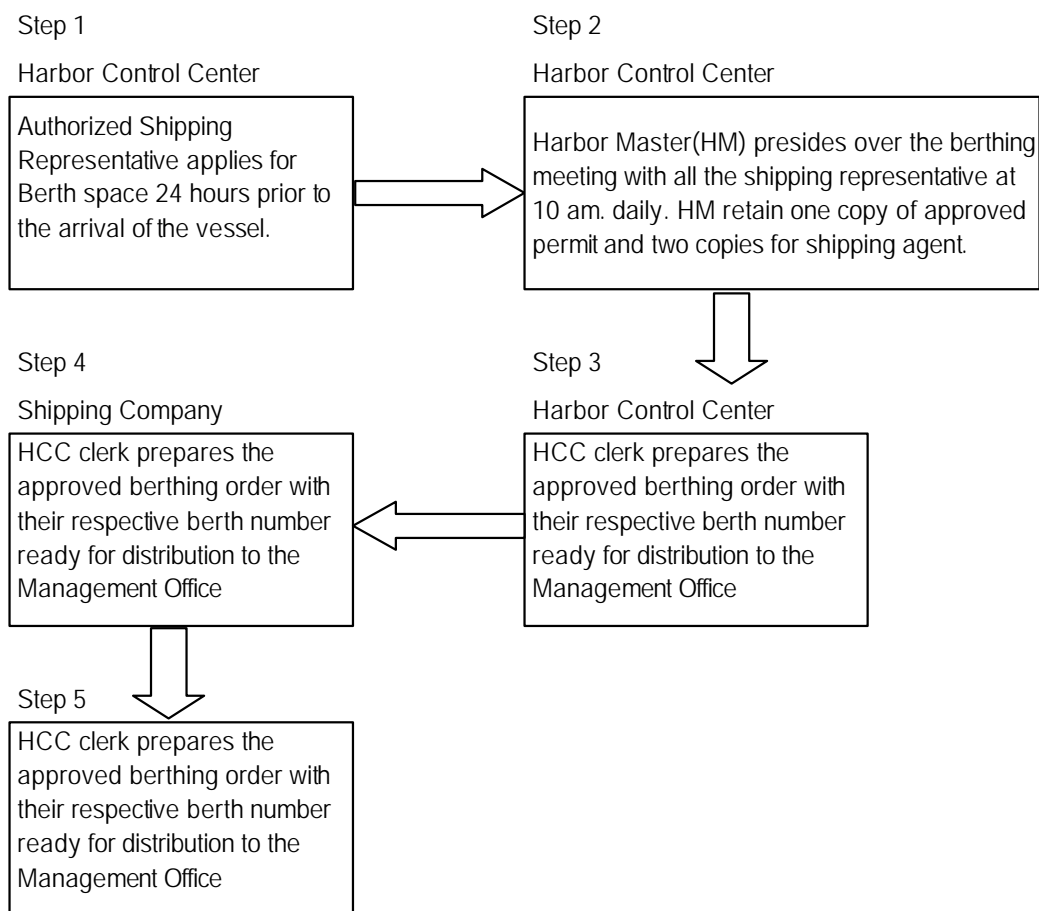 Step 1
Harbor Control Center
Authorized Shipping
Representative applies for
Berth space 24 hours prior to
the arrival of the vessel.
Step 2
Harbor Control Center
Harbor Master(HM) presides over the berthing
meeting with all the shipping representative at
10 am. daily. HM retain one copy of approved
permit and two copies for shipping agent.
Step 3
Harbor Control Center
HCC clerk prepares the
approved berthing order with
their respective berth number
ready for distribution to the
Management Office
Step 4
Shipping Company
HCC clerk prepares the
approved berthing order with
their respective berth number
ready for distribution to the
Management Office
Step 5
HCC clerk prepares the
approved berthing order with
their respective berth number
ready for distribution to the
Management Office